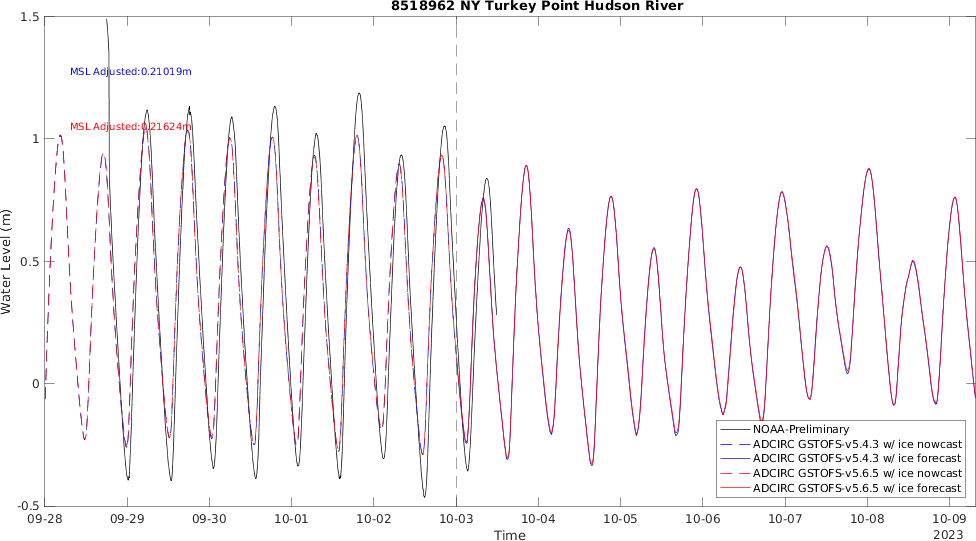 8518962 NY Turkey Point Hudson River
1.5
MSL Adjusted:0.21019m
MSL Adjusted:0.21624m
1
Water Level (m)
0.5
0
NOAA-Preliminary
ADCIRC GSTOFS-v5.4.3 w/ ice nowcast
ADCIRC GSTOFS-v5.4.3 w/ ice forecast
ADCIRC GSTOFS-v5.6.5 w/ ice nowcast
ADCIRC GSTOFS-v5.6.5 w/ ice forecast
-0.5
09-28 09-29 09-30 10-01 10-02 10-03 10-04 10-05 10-06 10-07 10-08 10-09
Time 2023